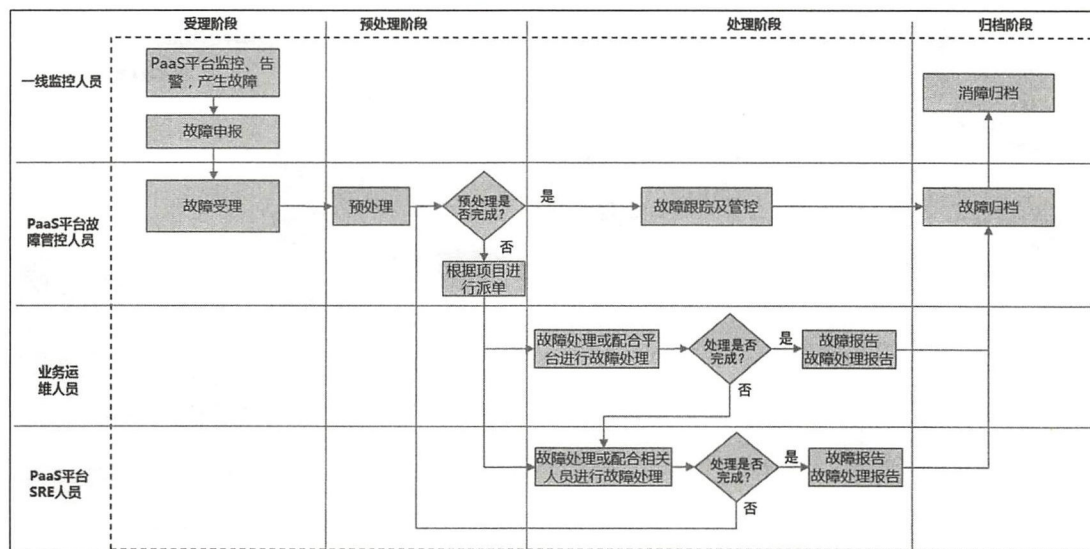 受理阶段
预处理阶段
处理阶段
归档阶段
一线监控人员
PaaS平台监控、告
警，产生故障
故障申报
消障归档
PaaS平台故
障管控人员
故障受理
预处理
预处理是
否完成？
是
故障跟踪及管控
故障归档
否
根据项目进
行派单
业务运
维人员
故障处理或配合平
台进行故障处理
处理是否
完成？
是
故障报告
故障处理报告
否
PaaS平台
SRE人员
故障处理或配合相关
人员进行故障处理
处理是否
完成？
是
故障报告
故障处理报告
否